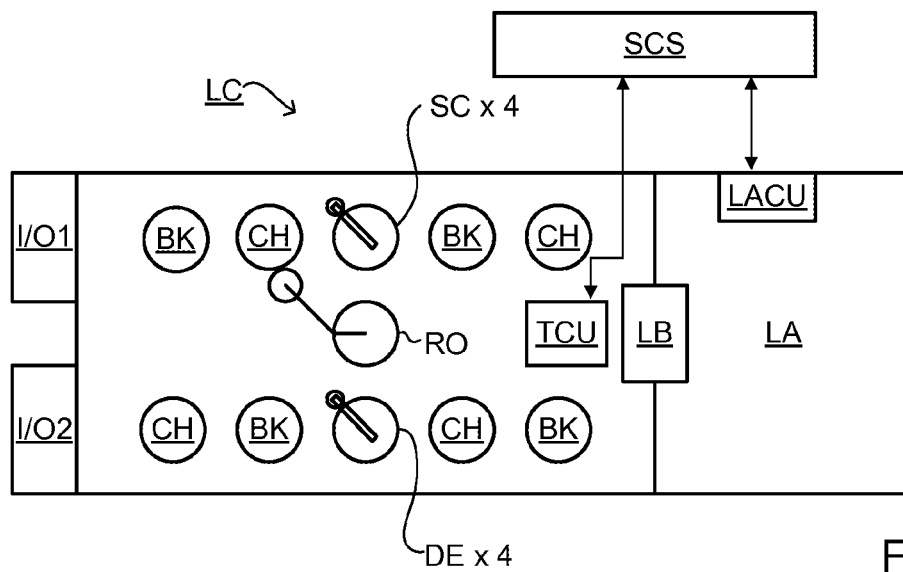 SCS
LC
SC x 4
I/O1
BK
CH
BK
CH
LACU
RO
TCU
LB
LA
I/O2
CH
BK
CH
BK
DE x 4
F